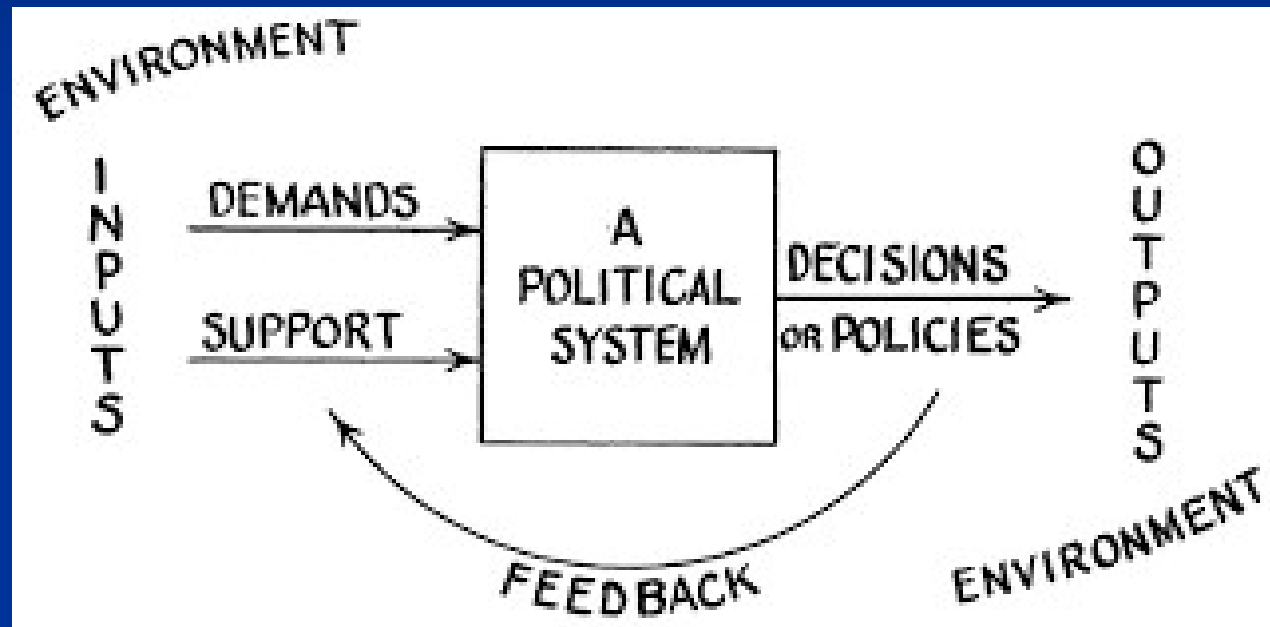 ENVIRONMENT
INPUTS
DEMANDS
SUPPORT
A
POLITICAL
SYSTEM
DECISIONS
OR POLICIES
OUTPUTS
FEEDBACK
ENVIRONMENT